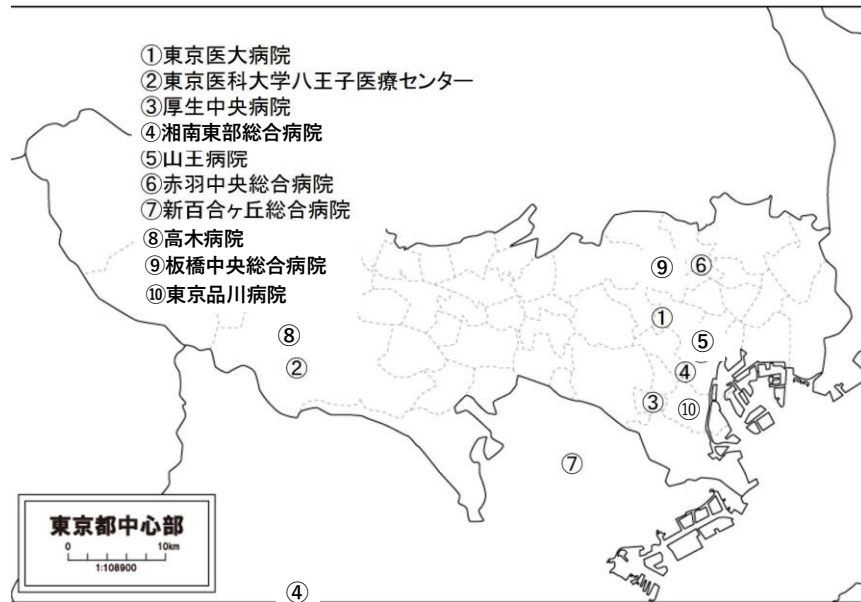 ①東京医大病院
②東京医科大学八王子医療センター
③厚生中央病院
④湘南東部総合病院
⑤山王病院
⑥赤羽中央総合病院
⑦新百合ヶ丘総合病院
⑧高木病院
⑨板橋中央総合病院
⑩東京品川病院
⑨
⑥
①
⑧
⑤
②
④
③
⑩
⑦
東京都中心部
0 10km
1:108900
④